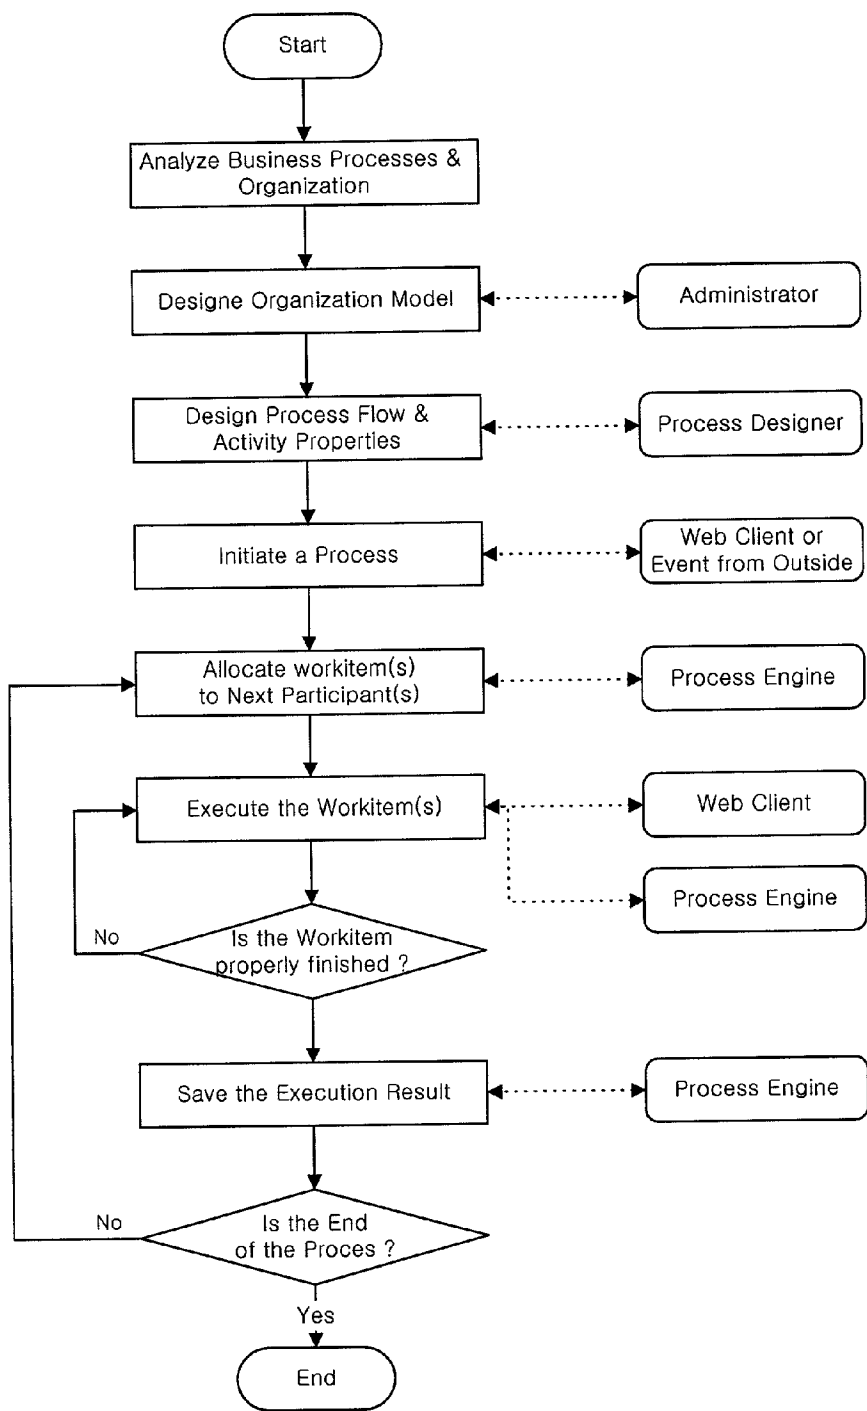 Start
Analyze Business Processes &
Organization
Designe Organization Model
Administrator
Design Process Flow &
Activity Properties
Process Designer
Initiate a Process
Web Client or
Event from Outside
Allocate workitem(s)
to Next Participant(s)
Process Engine
Execute the Workitem(s)
Web Client
Process Engine
No
Is the Workitem
properly finished ?
Save the Execution Result
Process Engine
No
Is the End
of the Proces ?
Yes
End